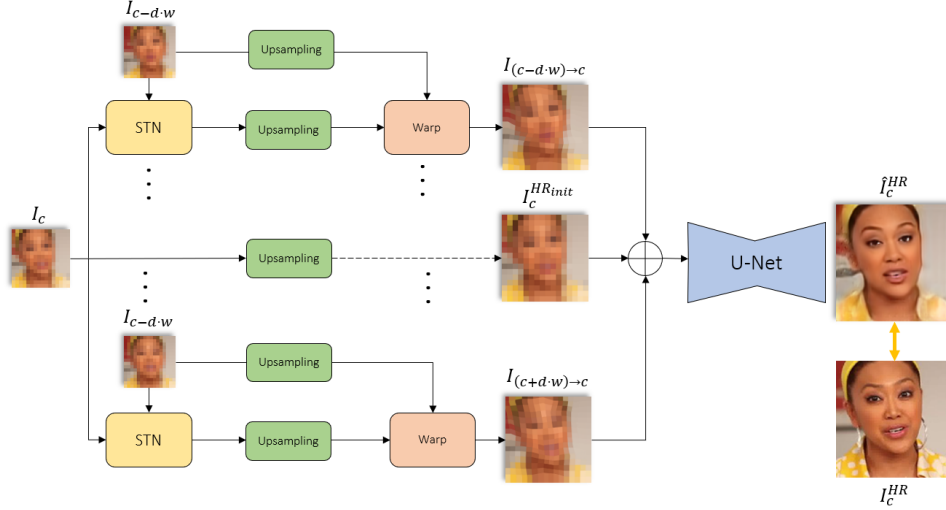 I_{c-d·w}
Upsampling
I_{(c-d·w)→c}
STN
Upsampling
Warp
I_c
I_c^{HR_{init}}
Î_c^{HR}
Upsampling
U-Net
I_{c-d·w}
Upsampling
I_{(c+d·w)→c}
STN
Upsampling
Warp
I_c^{HR}